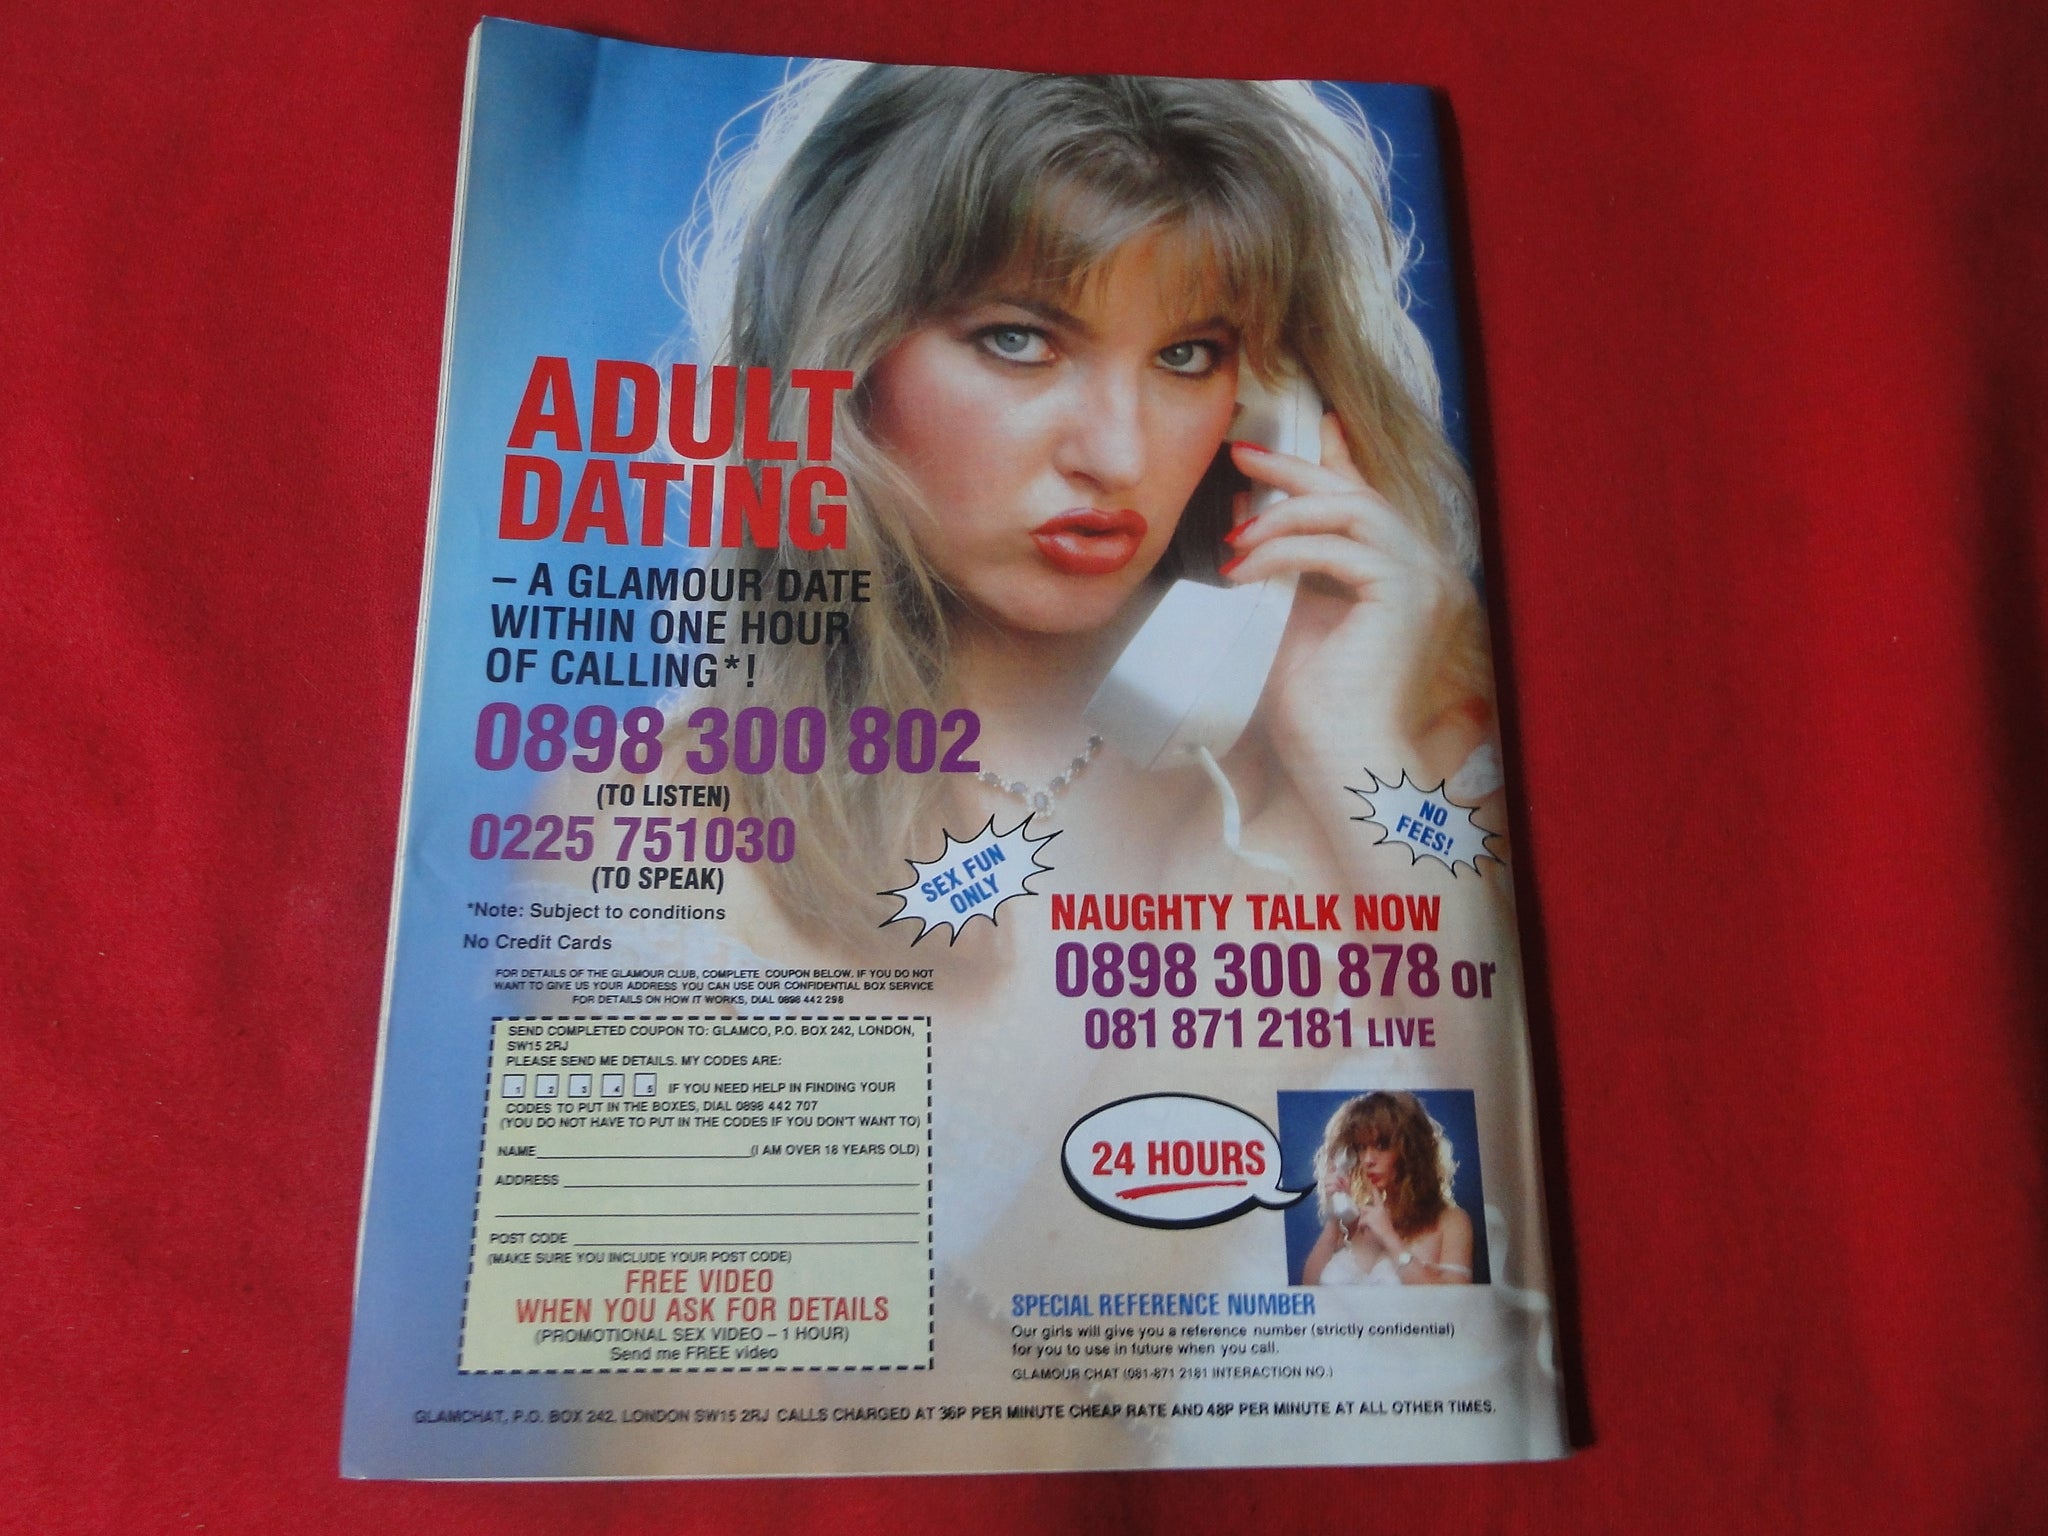 ADULT
DATING
– A GLAMOUR DATE
WITHIN ONE HOUR
OF CALLING*!
0898 300 802
(TO LISTEN)
0225 751030
(TO SPEAK)
*Note: Subject to conditions
No Credit Cards
SEX FUN
ONLY
NO
FEES!
NAUGHTY TALK NOW
0898 300 878 or
081 871 2181 LIVE
FOR DETAILS OF THE GLAMOUR CLUB, COMPLETE COUPON BELOW. IF YOU DO NOT
WANT TO GIVE US YOUR ADDRESS YOU CAN USE OUR CONFIDENTIAL BOX SERVICE
FOR DETAILS ON HOW IT WORKS, DIAL 0898 442 298
SEND COMPLETED COUPON TO: GLAMCO, P.O. BOX 242, LONDON,
SW15 2RJ
PLEASE SEND ME DETAILS. MY CODES ARE:
1 2 3 4 5 IF YOU NEED HELP IN FINDING YOUR
CODES TO PUT IN THE BOXES, DIAL 0898 442 707
(YOU DO NOT HAVE TO PUT IN THE CODES IF YOU DON'T WANT TO)
NAME (I AM OVER 18 YEARS OLD)
ADDRESS
POST CODE
(MAKE SURE YOU INCLUDE YOUR POST CODE)
FREE VIDEO
WHEN YOU ASK FOR DETAILS
(PROMOTIONAL SEX VIDEO – 1 HOUR)
Send me FREE video
24 HOURS
SPECIAL REFERENCE NUMBER
Our girls will give you a reference number (strictly confidential)
for you to use in future when you call.
GLAMOUR CHAT (081-871 2181 INTERACTION NO.)
GLAMCHAT, P.O. BOX 242, LONDON SW15 2RJ CALLS CHARGED AT 36P PER MINUTE CHEAP RATE AND 48P PER MINUTE AT ALL OTHER TIMES.